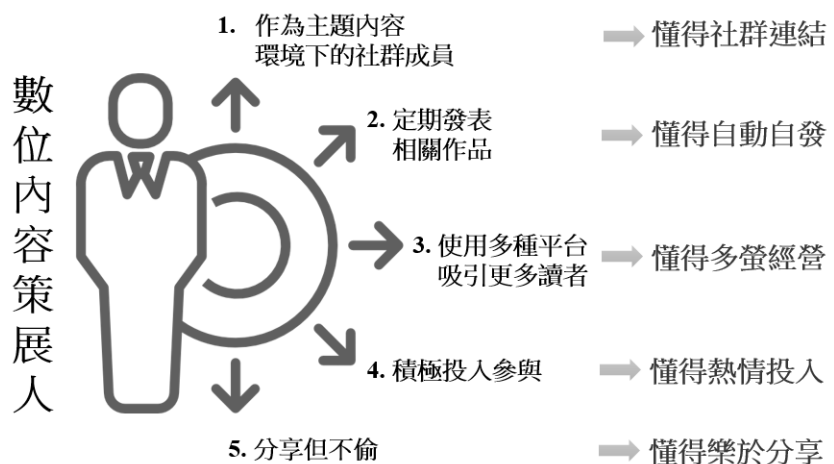 數位內容策展人
1. 作為主題內容
環境下的社群成員
懂得社群連結
2. 定期發表
相關作品
懂得自動自發
3. 使用多種平台
吸引更多讀者
懂得多螢經營
4. 積極投入參與
懂得熱情投入
5. 分享但不偷
懂得樂於分享